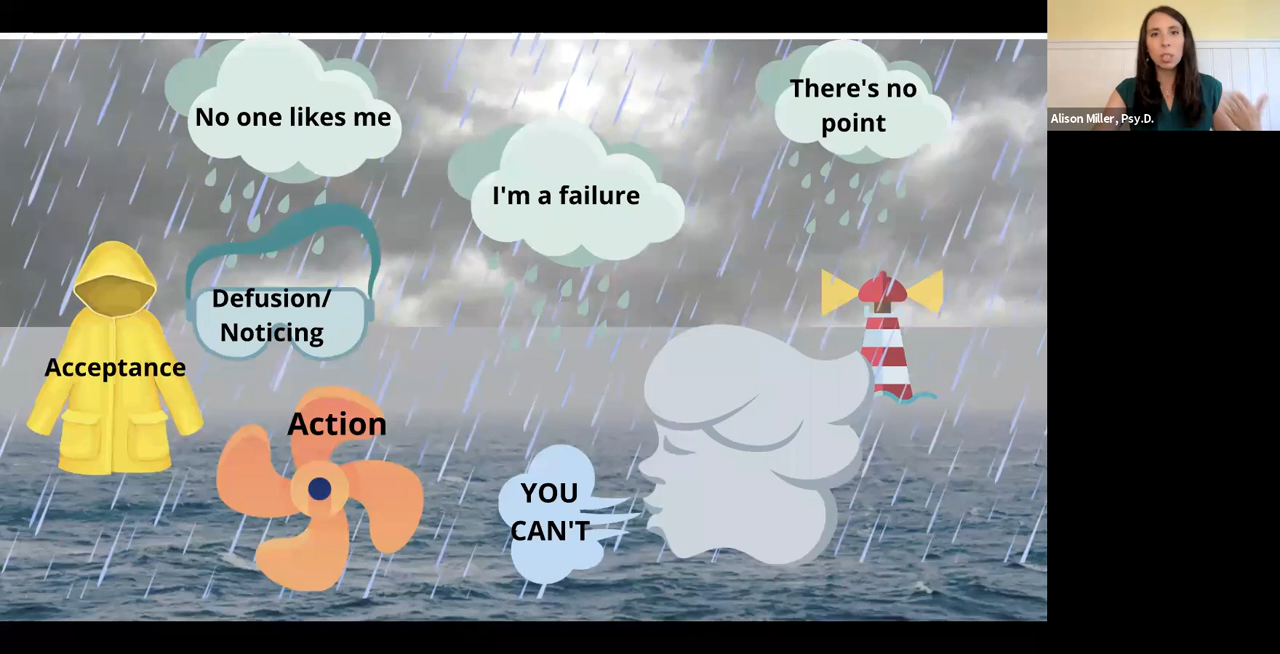 No one likes me
There's no
point
I'm a failure
Defusion/
Noticing
Acceptance
Action
YOU
CAN'T
Alison Miller, Psy.D.